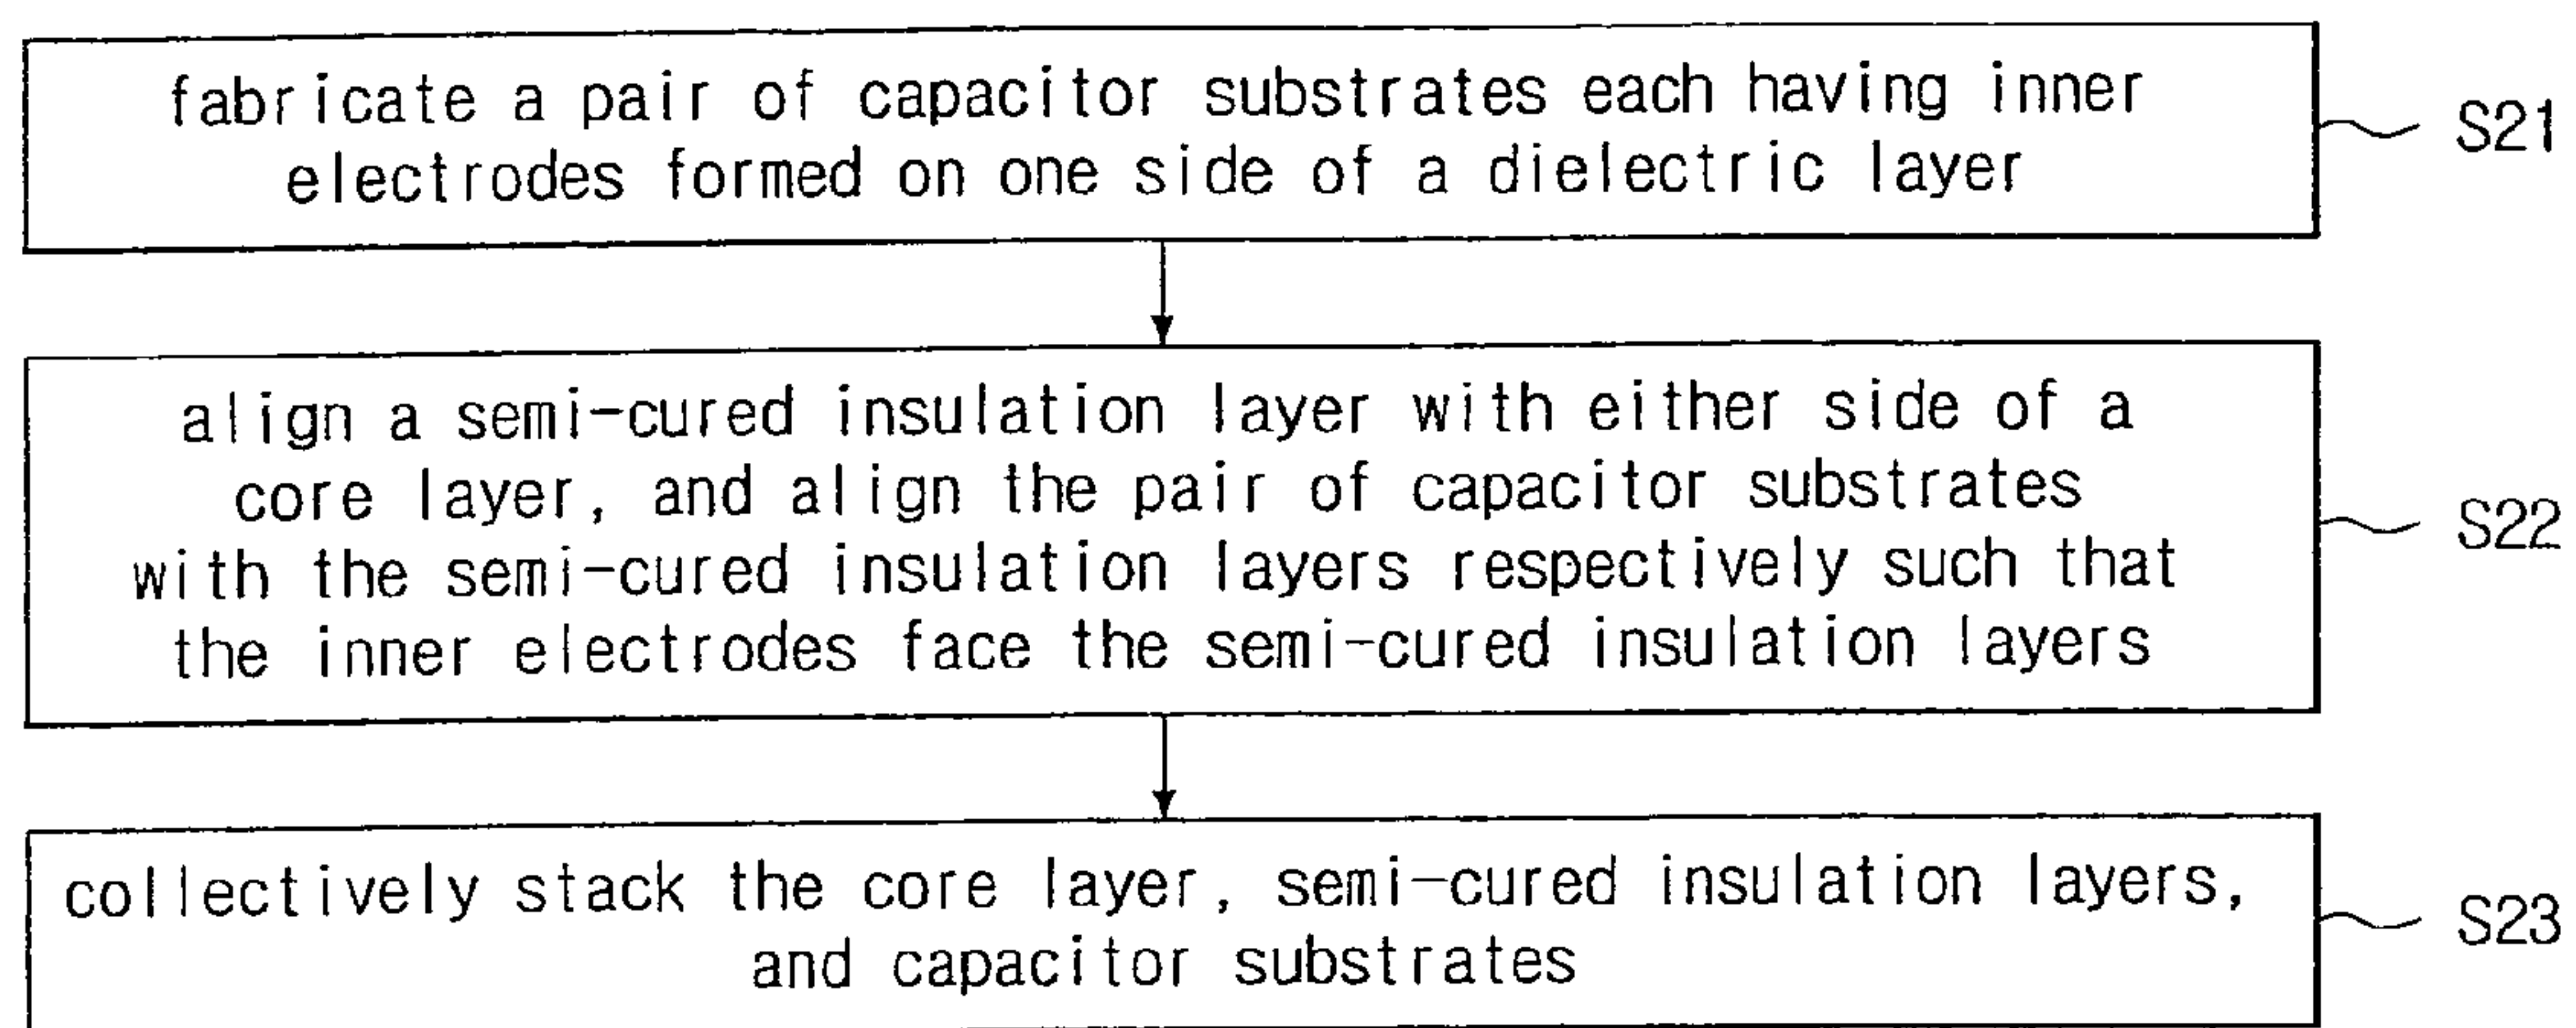 fabricate a pair of capacitor substrates each having inner
electrodes formed on one side of a dielectric layer
S21
align a semi-cured insulation layer with either side of a
core layer, and align the pair of capacitor substrates
with the semi-cured insulation layers respectively such that
the inner electrodes face the semi-cured insulation layers
S22
collectively stack the core layer, semi-cured insulation layers,
and capacitor substrates
S23